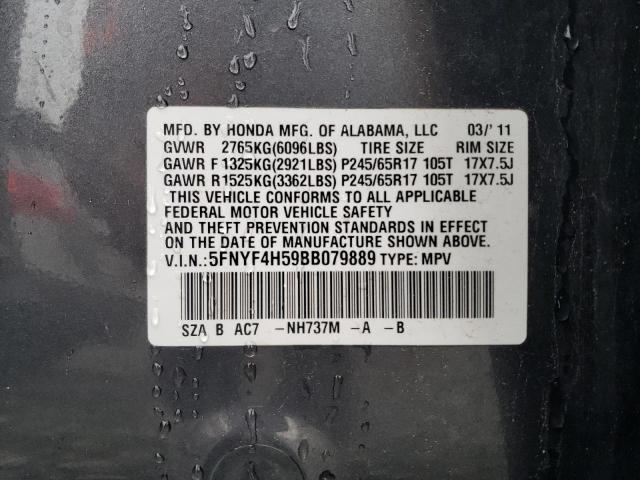 MFD. BY HONDA MFG. OF ALABAMA, LLC 03/'11
GVWR 2765KG(6096LBS) TIRE SIZE RIM SIZE
GAWR F 1325KG(2921LBS) P245/65R17 105T 17X7.5J
GAWR R1525KG(3362LBS) P245/65R17 105T 17X7.5J
THIS VEHICLE CONFORMS TO ALL APPLICABLE
FEDERAL MOTOR VEHICLE SAFETY
AND THEFT PREVENTION STANDARDS IN EFFECT
ON THE DATE OF MANUFACTURE SHOWN ABOVE.
V.I.N.:5FNYF4H59BB079889 TYPE: MPV
SZA B AC7 -NH737M -A -B